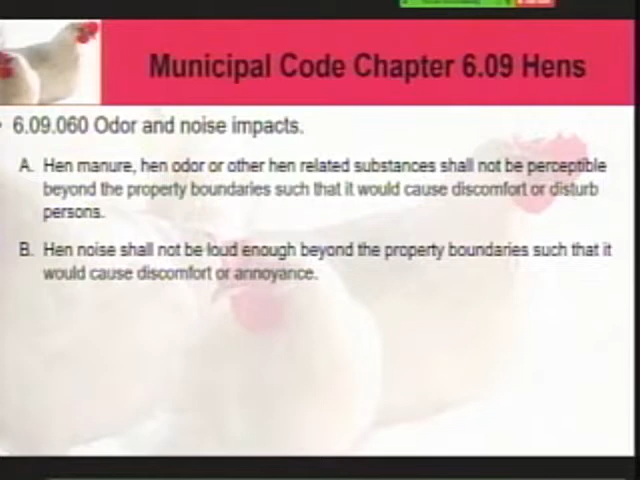 Municipal Code Chapter 6.09 Hens
6.09.060 Odor and noise impacts.
A. Hen manure, hen odor or other hen related substances shall not be perceptible
beyond the property boundaries such that it would cause discomfort or disturb
persons.
B. Hen noise shall not be loud enough beyond the property boundaries such that it
would cause discomfort or annoyance.